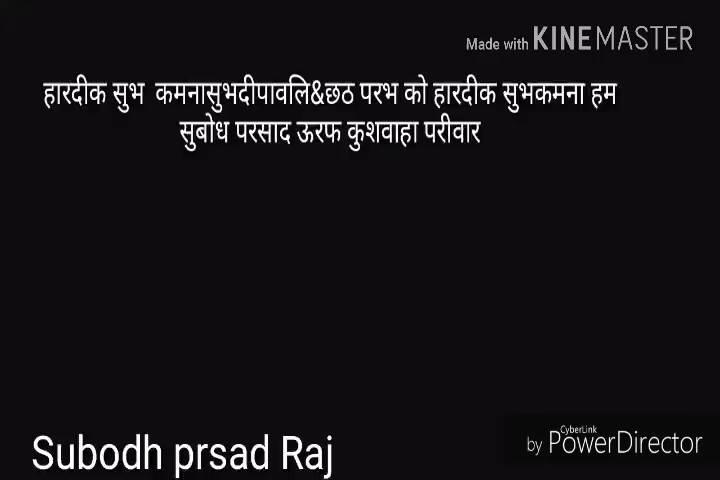 Made with KINEMASTER
हारदीक सुभ कमनासुभदीपावलि&छठ परभ को हारदीक सुभकमना हम
सुबोध परसाद ऊरफ कुशवाहा परीवार
Subodh prsad Raj
by CyberLink PowerDirector